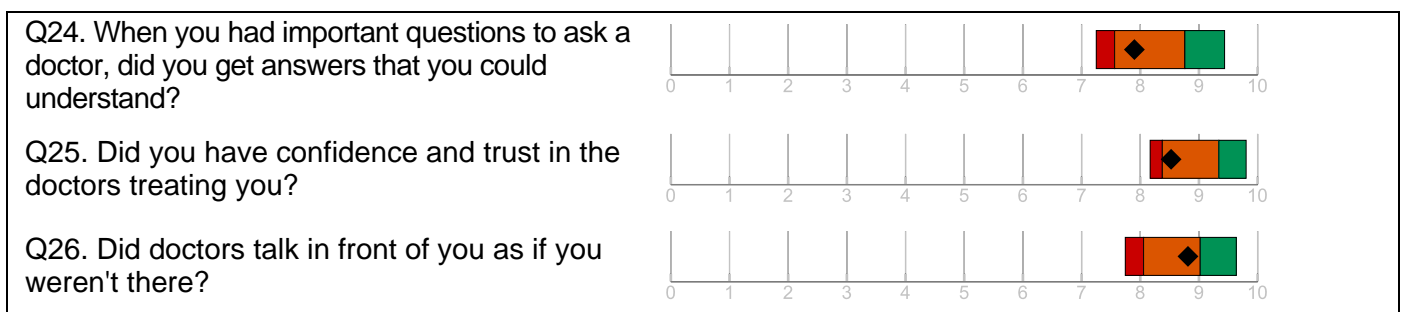 Q24. When you had important questions to ask a
doctor, did you get answers that you could
understand?
0 1 2 3 4 5 6 7 8 9 10
Q25. Did you have confidence and trust in the
doctors treating you?
0 1 2 3 4 5 6 7 8 9 10
Q26. Did doctors talk in front of you as if you
weren't there?
0 1 2 3 4 5 6 7 8 9 10